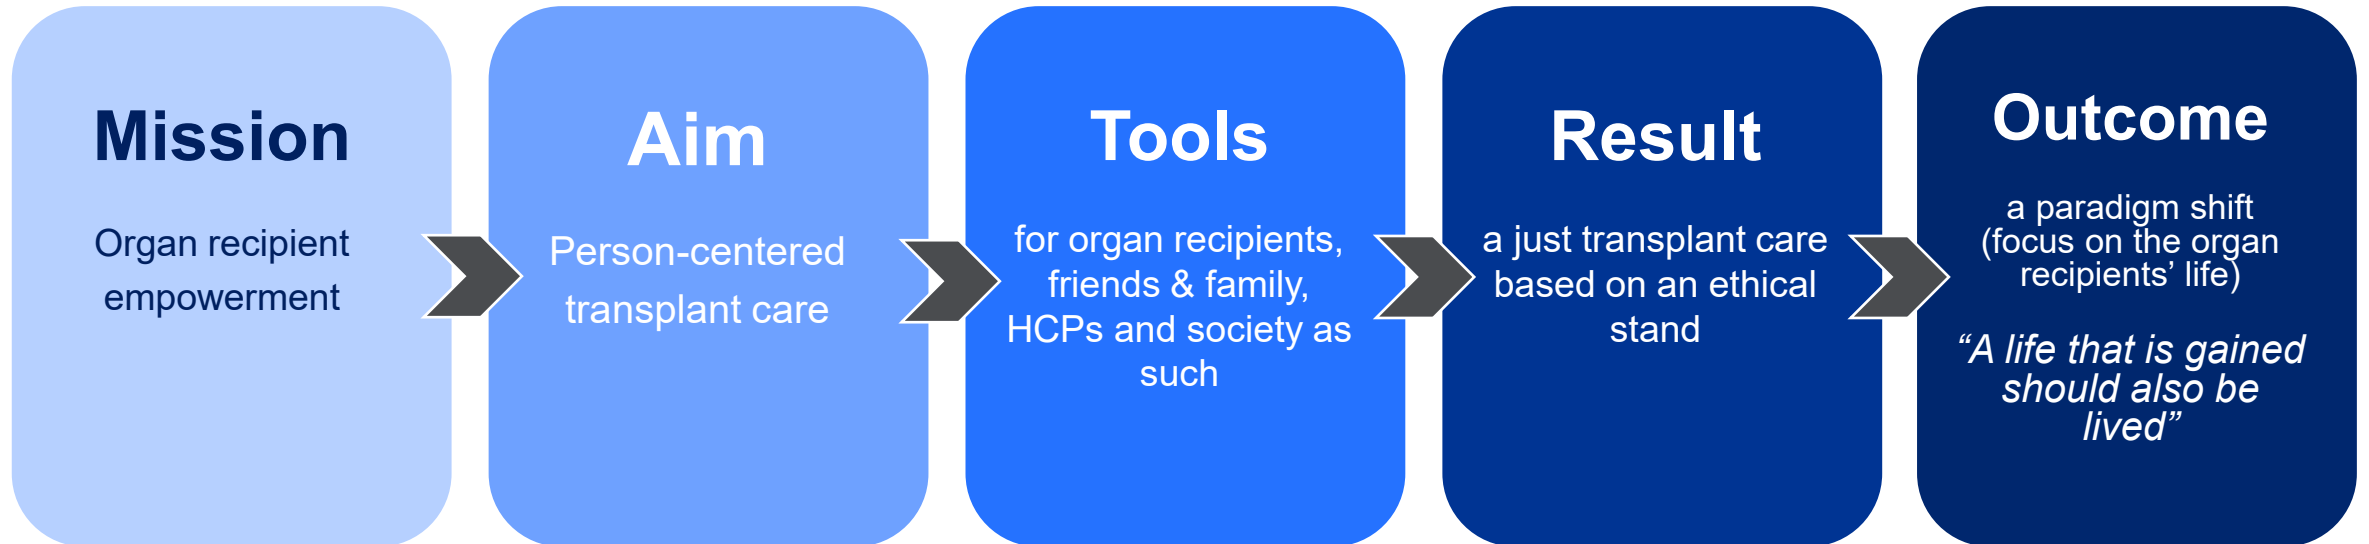 Mission
Organ recipient
empowerment
Aim
Person-centered
transplant care
Tools
for organ recipients,
friends & family,
HCPs and society as
such
Result
a just transplant care
based on an ethical
stand
Outcome
a paradigm shift
(focus on the organ
recipients’ life)
“A life that is gained
should also be
lived”